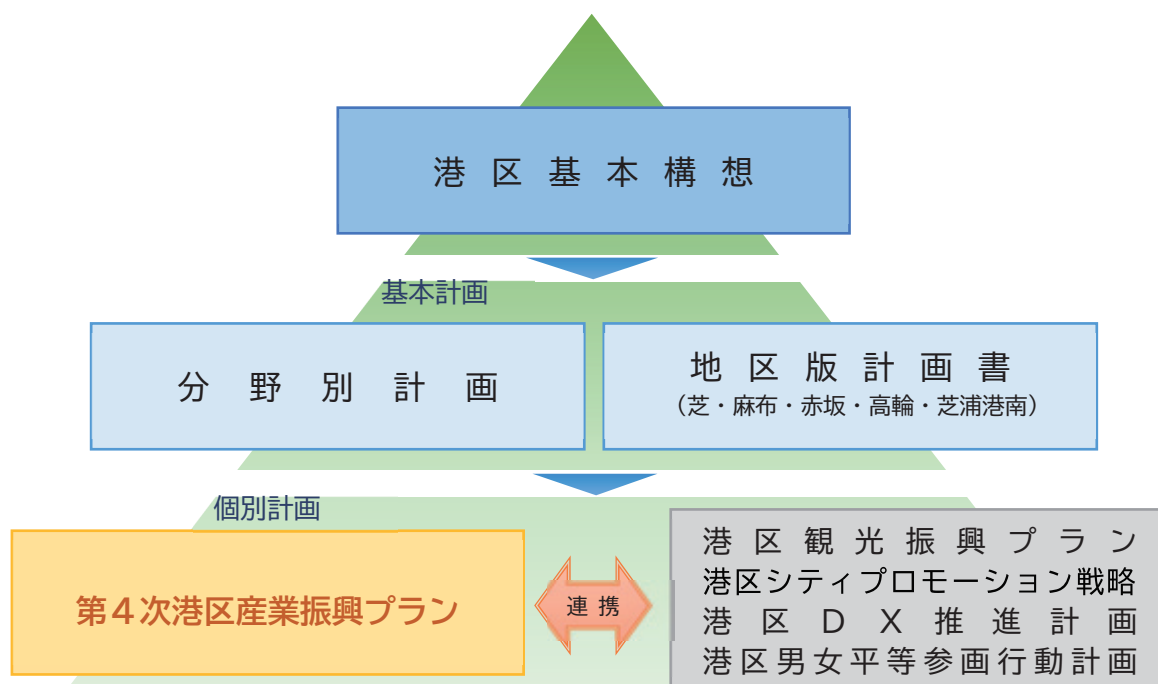 港区基本構想
基本計画
分野別計画
地区版計画書
（芝・麻布・赤坂・高輪・芝浦港南）
個別計画
第４次港区産業振興プラン
連携
港区観光振興プラン
港区シティプロモーション戦略
港区ＤＸ推進計画
港区男女平等参画行動計画